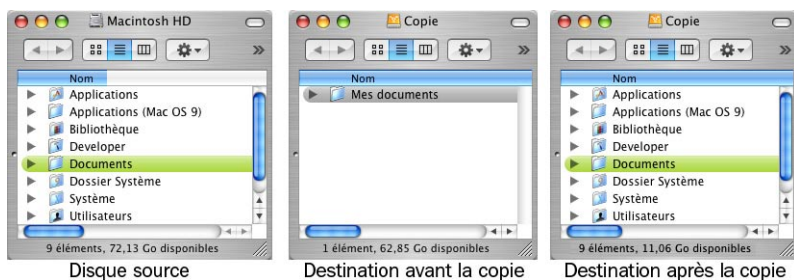 Macintosh HD
Nom
Applications
Applications (Mac OS 9)
Bibliothèque
Developer
Documents
Dossier Système
Système
Utilisateurs
9 éléments, 72,13 Go disponibles
Disque source
Copie
Nom
Mes documents
1 élément, 62,85 Go disponibles
Destination avant la copie
Copie
Nom
Applications
Applications (Mac OS 9)
Bibliothèque
Developer
Documents
Dossier Système
Système
Utilisateurs
9 éléments, 11,06 Go disponibles
Destination après la copie